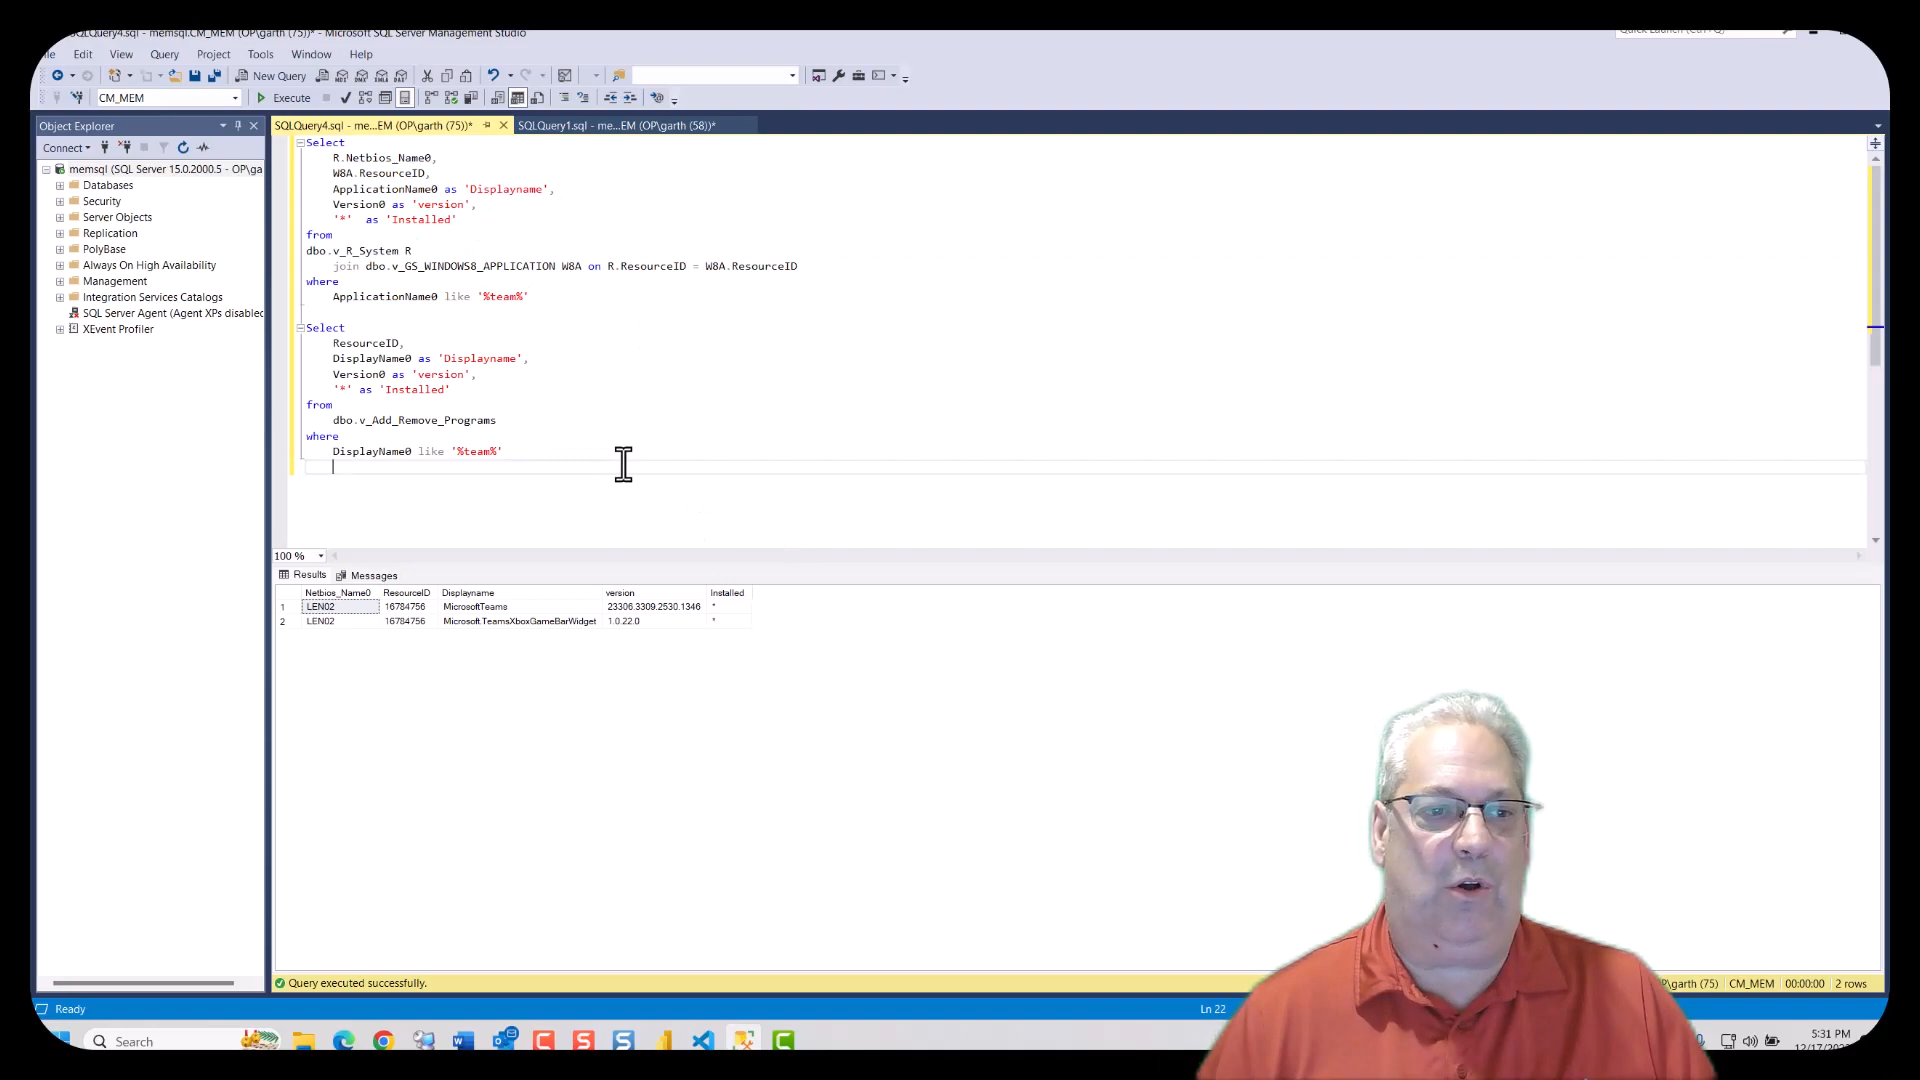 SQLQuery4.sql - memsql.CM_MEM (OP\garth (75))* - Microsoft SQL Server Management Studio
Edit View Query Project Tools Window Help
New Query
CM_MEM Execute
Object Explorer
SQLQuery4.sql - me...EM (OP\garth (75))*
SQLQuery1.sql - me...EM (OP\garth (58))*
Connect
memsql (SQL Server 15.0.2000.5 - OP\ga
Databases
Security
Server Objects
Replication
PolyBase
Always On High Availability
Management
Integration Services Catalogs
SQL Server Agent (Agent XPs disabled
XEvent Profiler
Select
R.Netbios_Name0,
W8A.ResourceID,
ApplicationName0 as 'Displayname',
Version0 as 'version',
'*' as 'Installed'
from
dbo.v_R_System R
join dbo.v_GS_WINDOWS8_APPLICATION W8A on R.ResourceID = W8A.ResourceID
where
ApplicationName0 like '%team%'
Select
ResourceID,
DisplayName0 as 'Displayname',
Version0 as 'version',
'*' as 'Installed'
from
dbo.v_Add_Remove_Programs
where
DisplayName0 like '%team%'
100 %
Results Messages
Netbios_Name0 ResourceID Displayname version Installed
1 LEN02 16784756 MicrosoftTeams 23306.3309.2530.1346 *
2 LEN02 16784756 Microsoft.TeamsXboxGameBarWidget 1.0.22.0 *
Query executed successfully.
garth (75) CM_MEM 00:00:00 2 rows
Ready
Ln 22
Search
5:31 PM